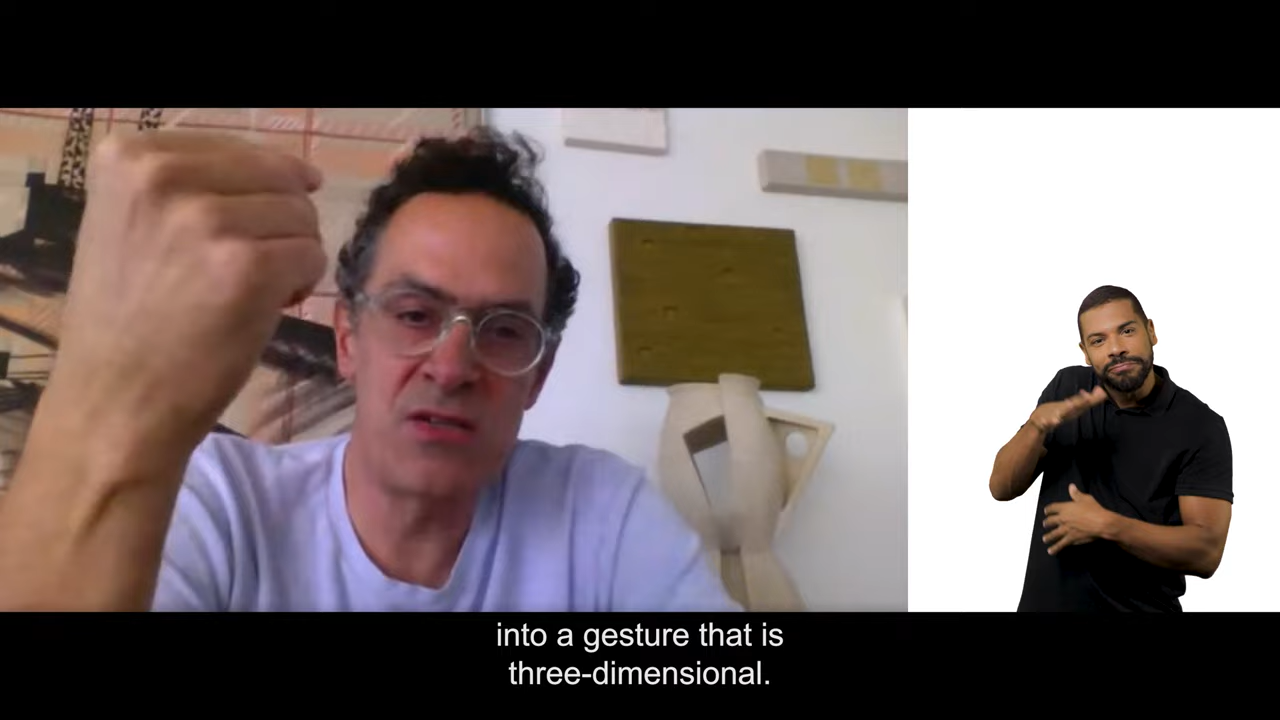 into a gesture that is
three-dimensional.